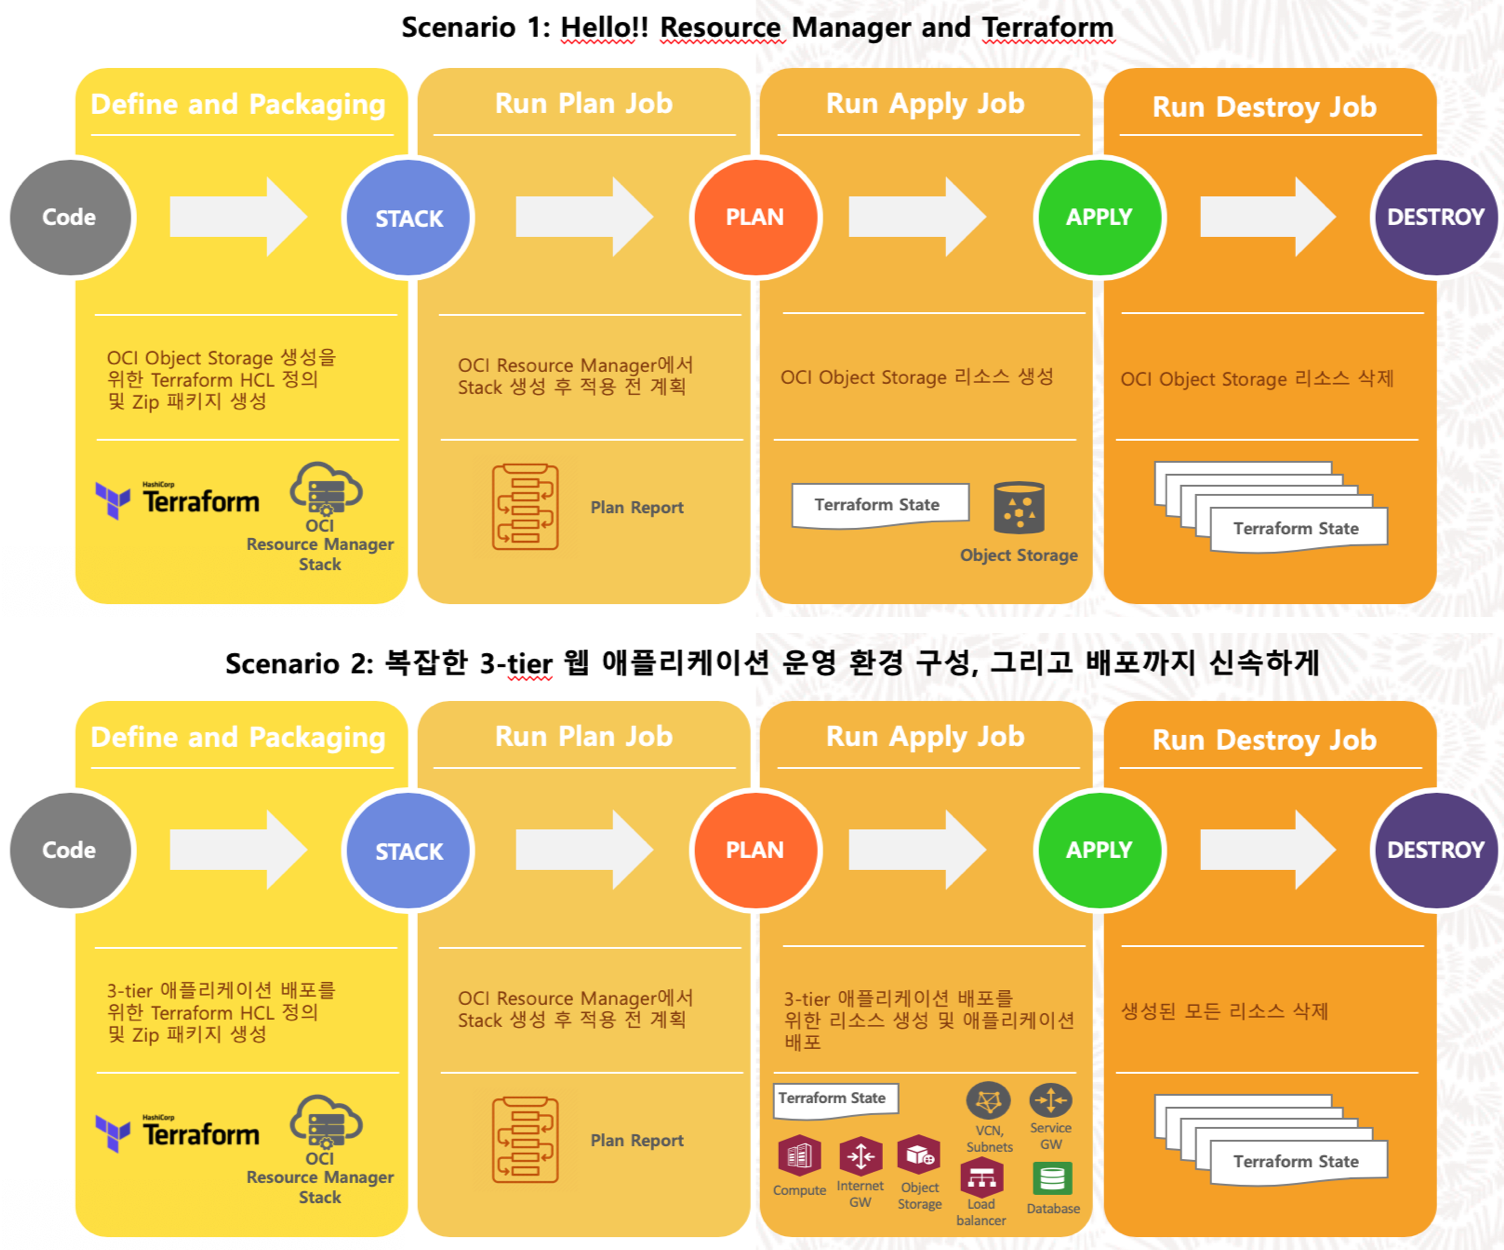 Scenario 1: Hello!! Resource Manager and Terraform
Define and Packaging
Run Plan Job
Run Apply Job
Run Destroy Job
Code
STACK
PLAN
APPLY
DESTROY
OCI Object Storage 생성을
위한 Terraform HCL 정의
및 Zip 패키지 생성
OCI Resource Manager에서
Stack 생성 후 적용 전 계획
OCI Object Storage 리소스 생성
OCI Object Storage 리소스 삭제
HashiCorp
Terraform
OCI
Resource Manager
Stack
Plan Report
Terraform State
Object Storage
Terraform State
Scenario 2: 복잡한 3-tier 웹 애플리케이션 운영 환경 구성, 그리고 배포까지 신속하게
Define and Packaging
Run Plan Job
Run Apply Job
Run Destroy Job
Code
STACK
PLAN
APPLY
DESTROY
3-tier 애플리케이션 배포를
위한 Terraform HCL 정의
및 Zip 패키지 생성
OCI Resource Manager에서
Stack 생성 후 적용 전 계획
3-tier 애플리케이션 배포를
위한 리소스 생성 및 애플리케이션
배포
생성된 모든 리소스 삭제
HashiCorp
Terraform
OCI
Resource Manager
Stack
Plan Report
Terraform State
VCN,
Subnets
Service
GW
Compute
Internet
GW
Object
Storage
Load
balancer
Database
Terraform State